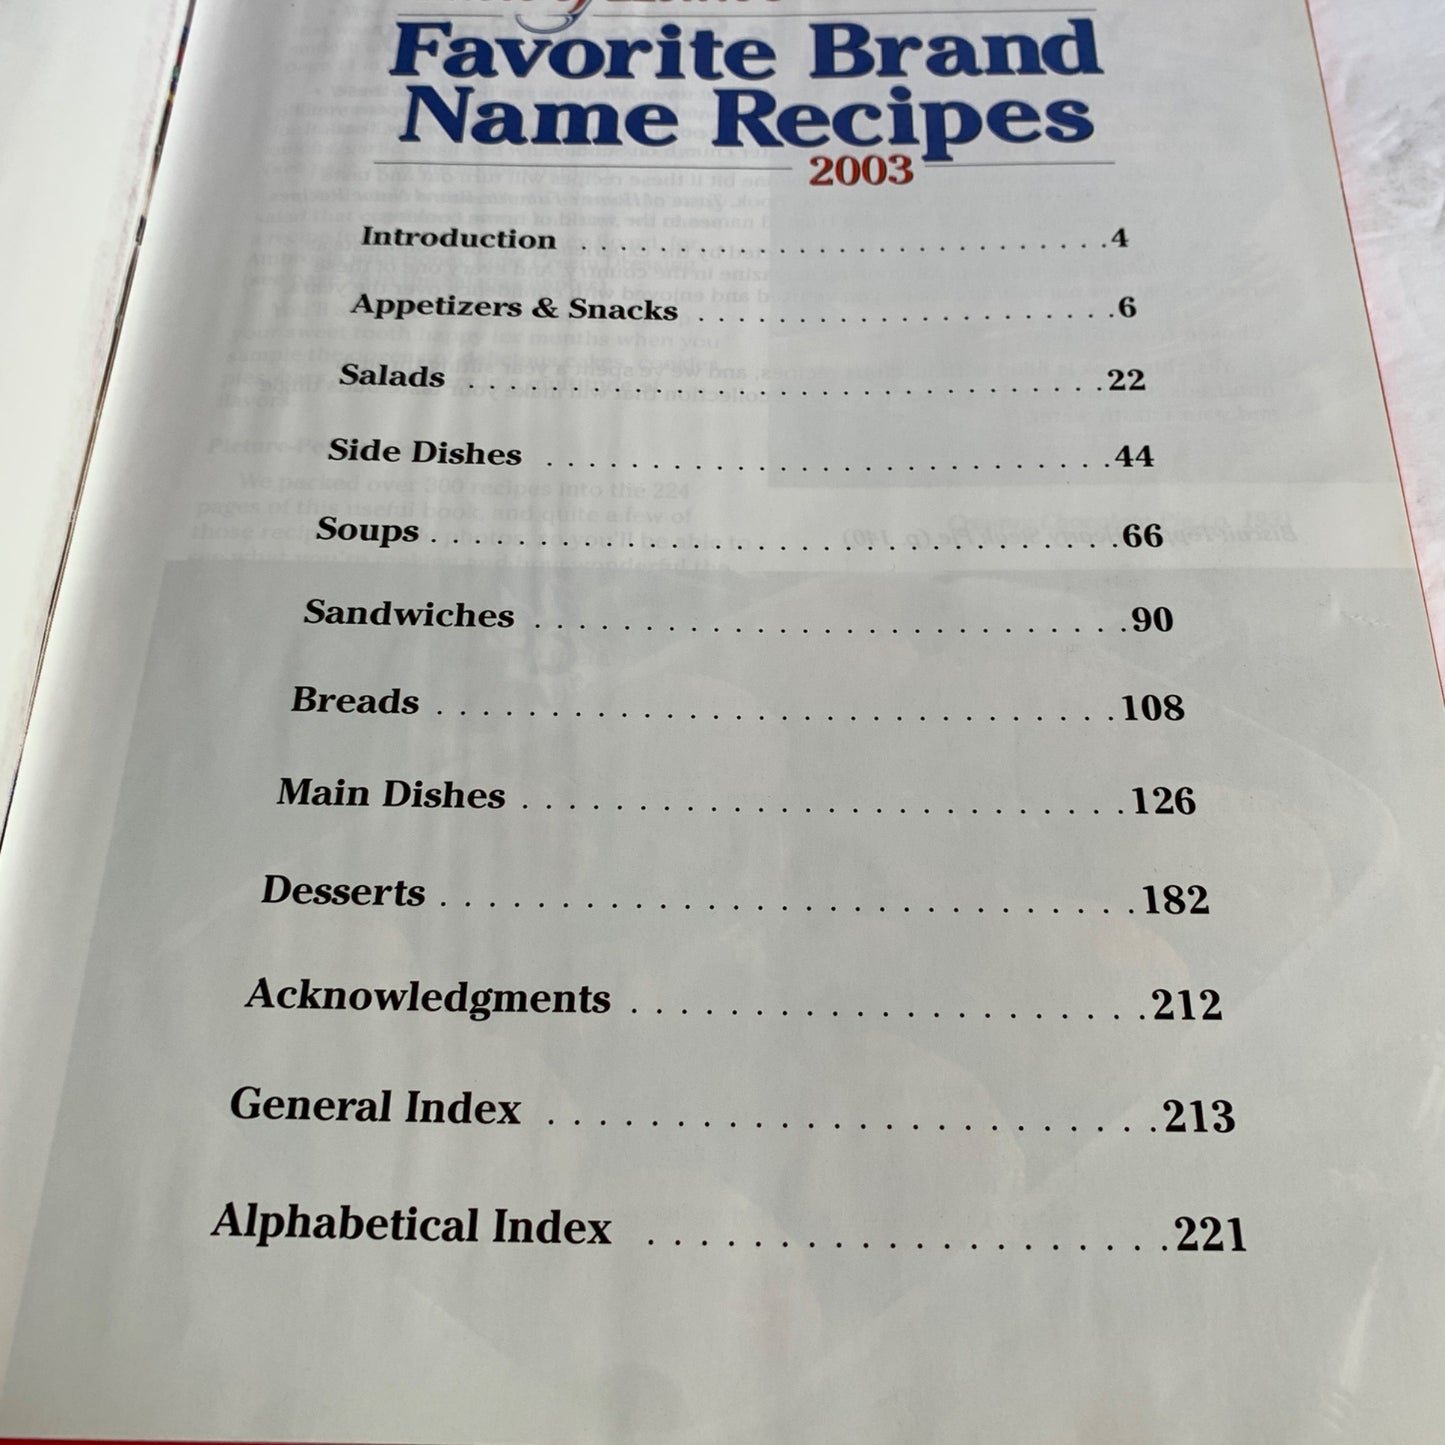 Favorite Brand
Name Recipes
2003
Introduction . . . . . . . . . . . . . . . . . . . . . . . . . . 4
Appetizers & Snacks . . . . . . . . . . . . . . . . . . . . . 6
Salads . . . . . . . . . . . . . . . . . . . . . . . . . . . . 22
Side Dishes . . . . . . . . . . . . . . . . . . . . . . . . . 44
Soups . . . . . . . . . . . . . . . . . . . . . . . . . . . . . 66
Sandwiches . . . . . . . . . . . . . . . . . . . . . . . . . . 90
Breads . . . . . . . . . . . . . . . . . . . . . . . . . . . . . 108
Main Dishes . . . . . . . . . . . . . . . . . . . . . . . . . . 126
Desserts . . . . . . . . . . . . . . . . . . . . . . . . . . . . . 182
Acknowledgments . . . . . . . . . . . . . . . . . . . . . 212
General Index . . . . . . . . . . . . . . . . . . . . . . . . 213
Alphabetical Index . . . . . . . . . . . . . . . . . . . . 221